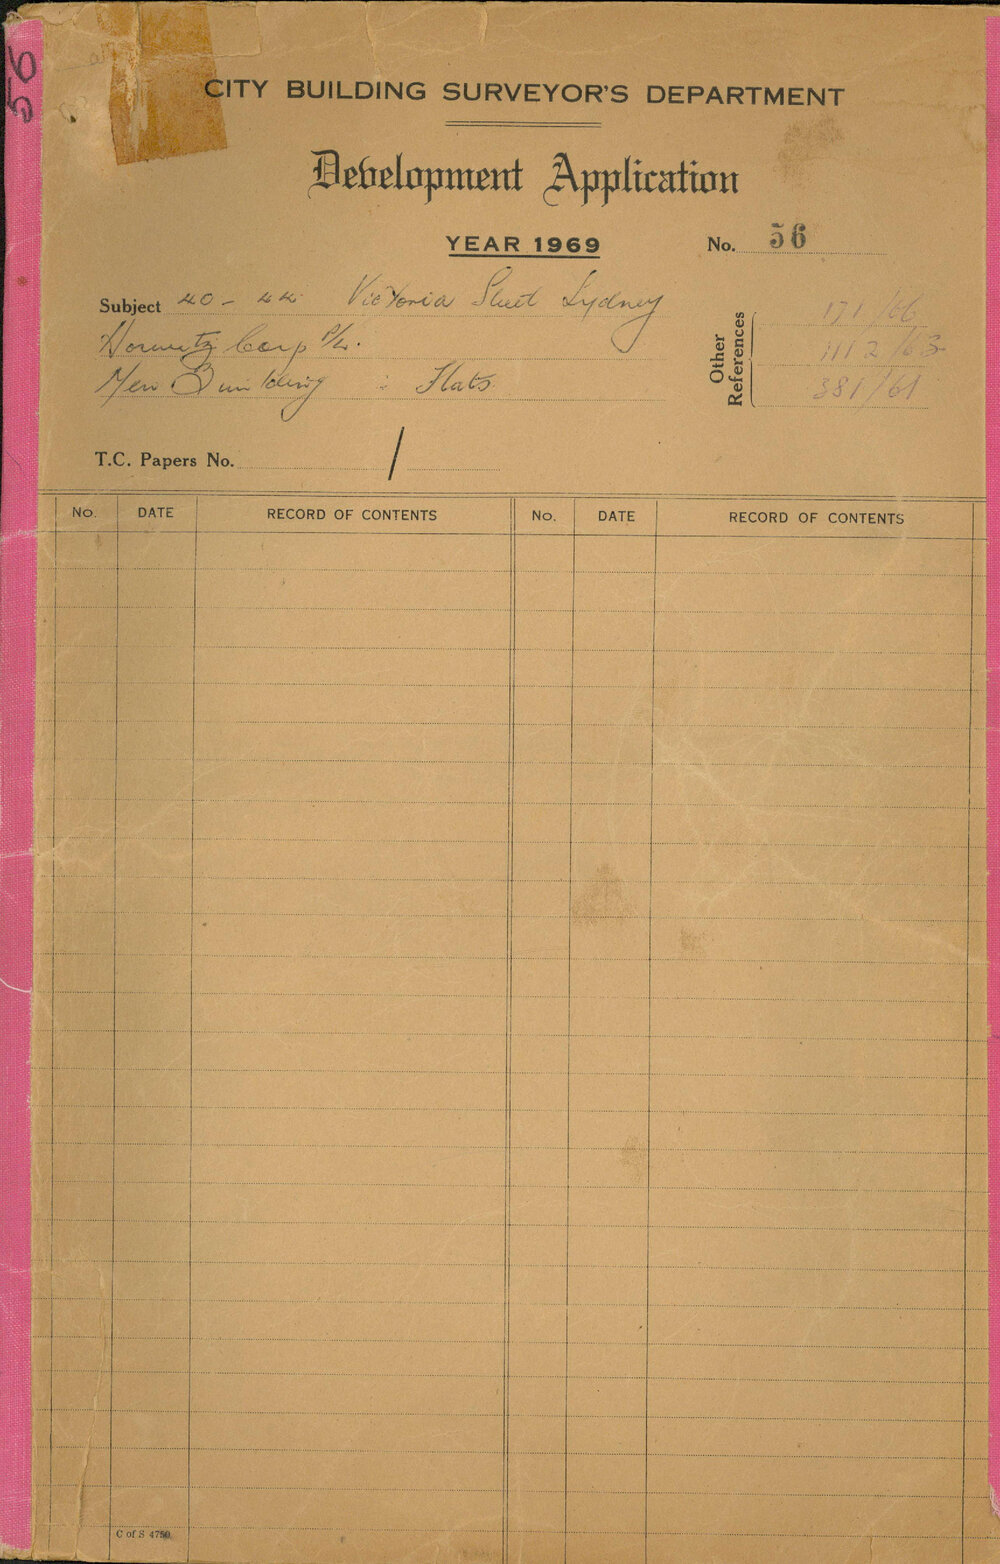 56
CITY BUILDING SURVEYOR'S DEPARTMENT
Development Application
YEAR 1969
No. 56
Subject 40 - 44 Victoria Street Sydney
Horwitz Corp P/L.
New Building : Flats
Other References
171/66
1112/63
381/61
T.C. Papers No. /
No. DATE RECORD OF CONTENTS No. DATE RECORD OF CONTENTS
C of S 4750